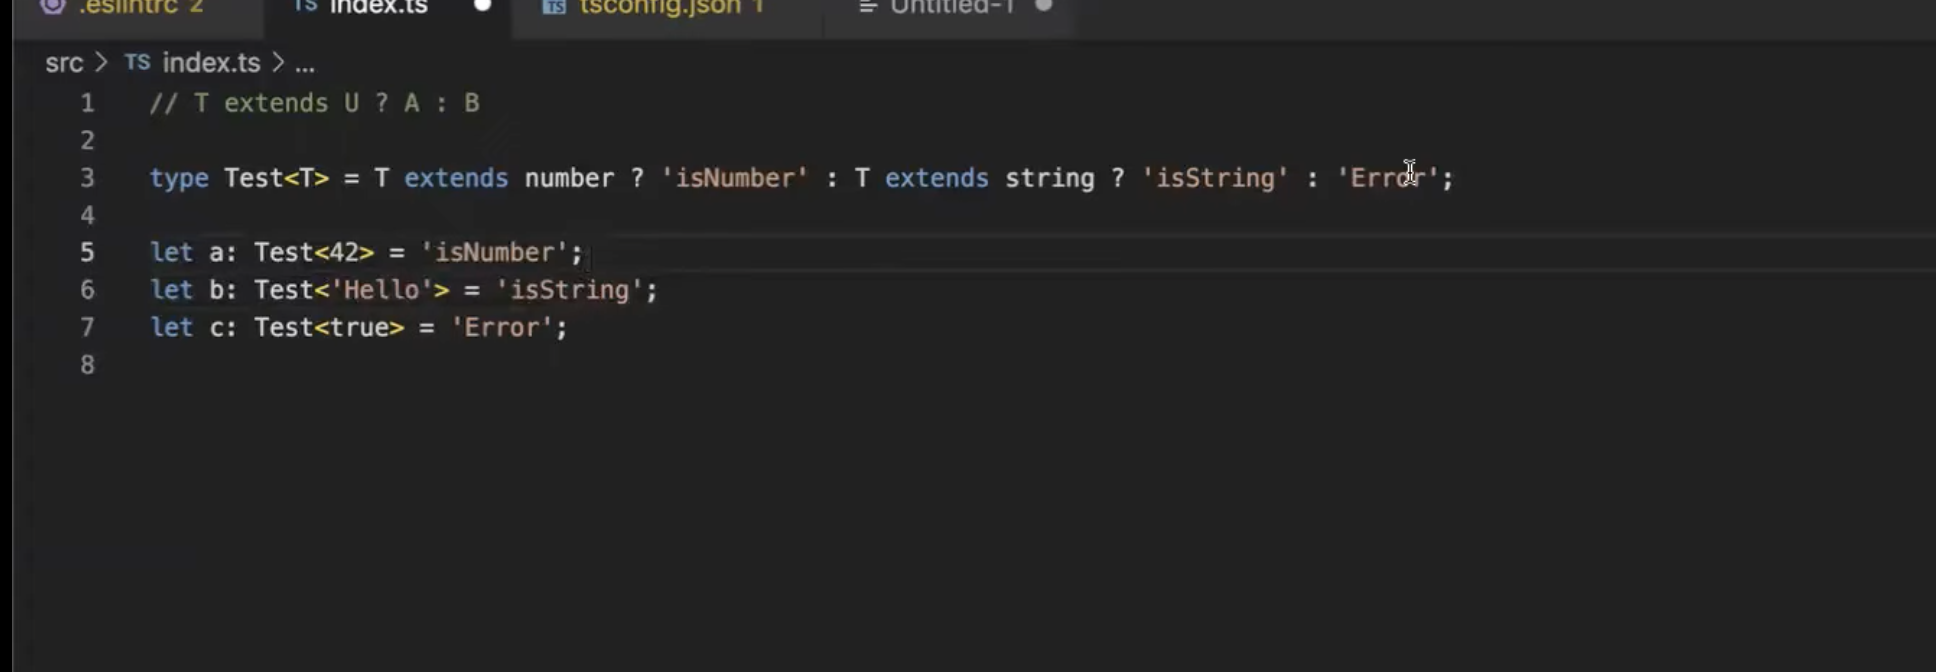 .eslintrc 2 TS index.ts TS tsconfig.json 1 Untitled-1
src > TS index.ts > ...
1 // T extends U ? A : B
2
3 type Test<T> = T extends number ? 'isNumber' : T extends string ? 'isString' : 'Error';
4
5 let a: Test<42> = 'isNumber';
6 let b: Test<'Hello'> = 'isString';
7 let c: Test<true> = 'Error';
8